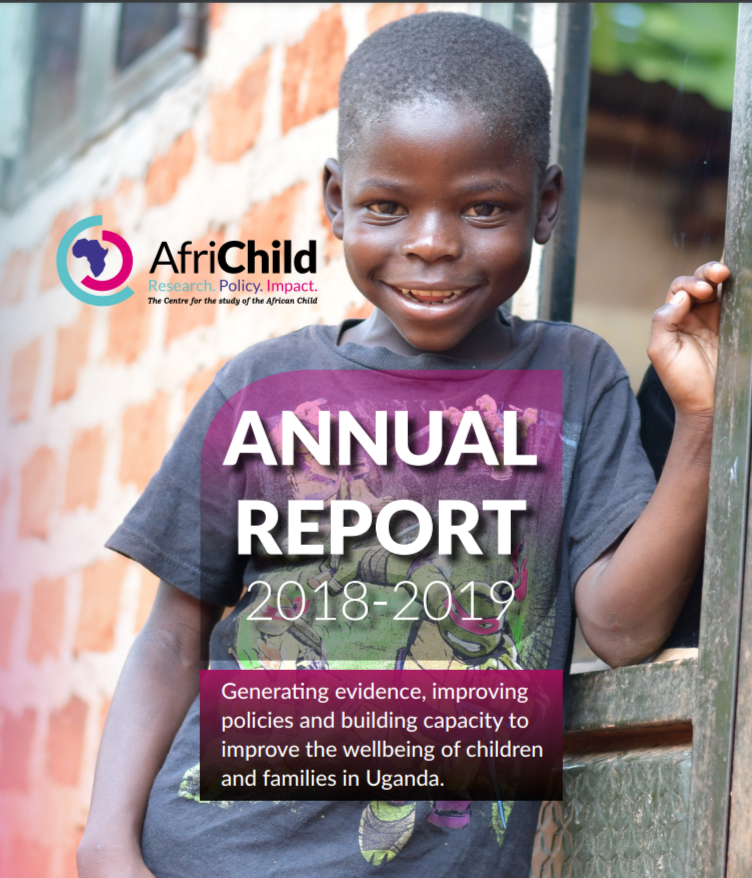 AfriChild
Research. Policy. Impact.
The Centre for the study of the African Child
ANNUAL
REPORT
2018-2019
Generating evidence, improving
policies and building capacity to
improve the wellbeing of children
and families in Uganda.